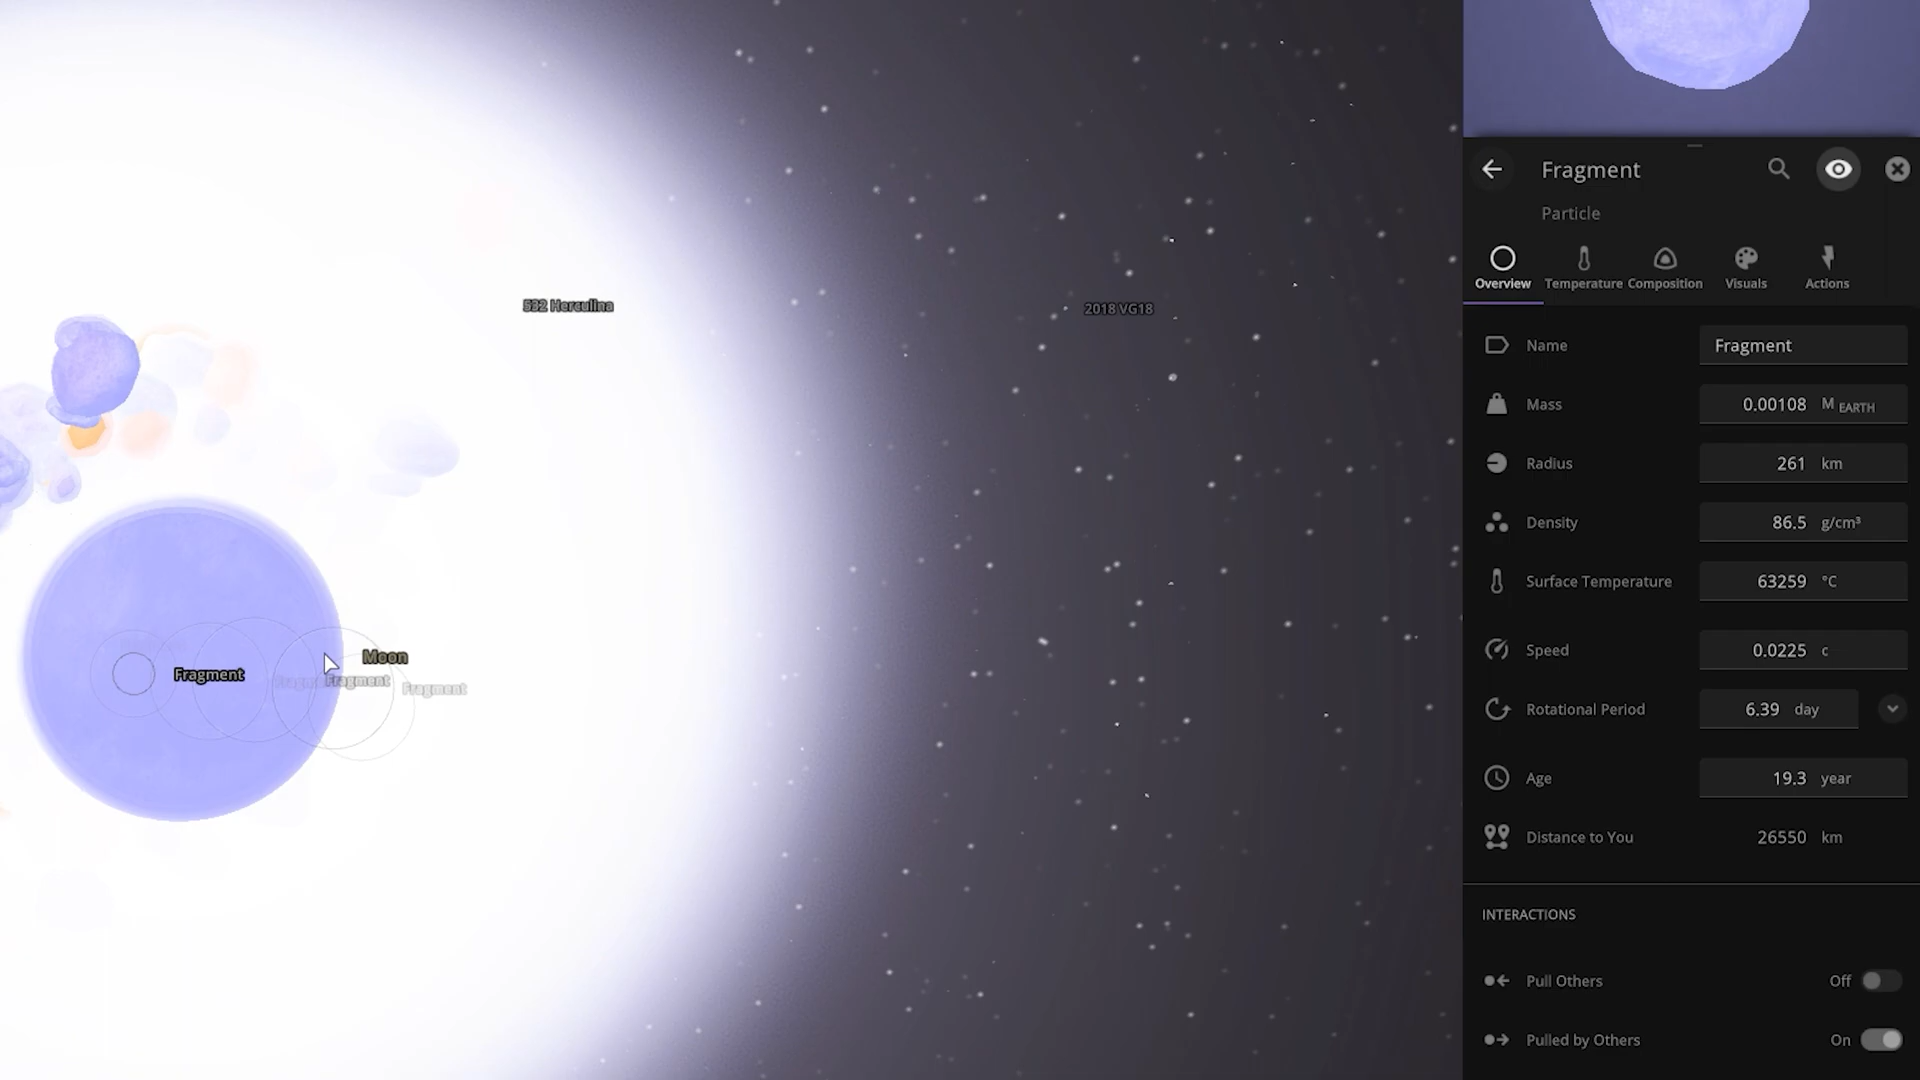 532 Herculina
2018 VG18
Moon
Fragment
Fragment
Fragment
Fragment
Particle
Overview
Temperature
Composition
Visuals
Actions
Name Fragment
Mass 0.00108 M EARTH
Radius 261 km
Density 86.5 g/cm³
Surface Temperature 63259 °C
Speed 0.0225 c
Rotational Period 6.39 day
Age 19.3 year
Distance to You 26550 km
INTERACTIONS
Pull Others Off
Pulled by Others On